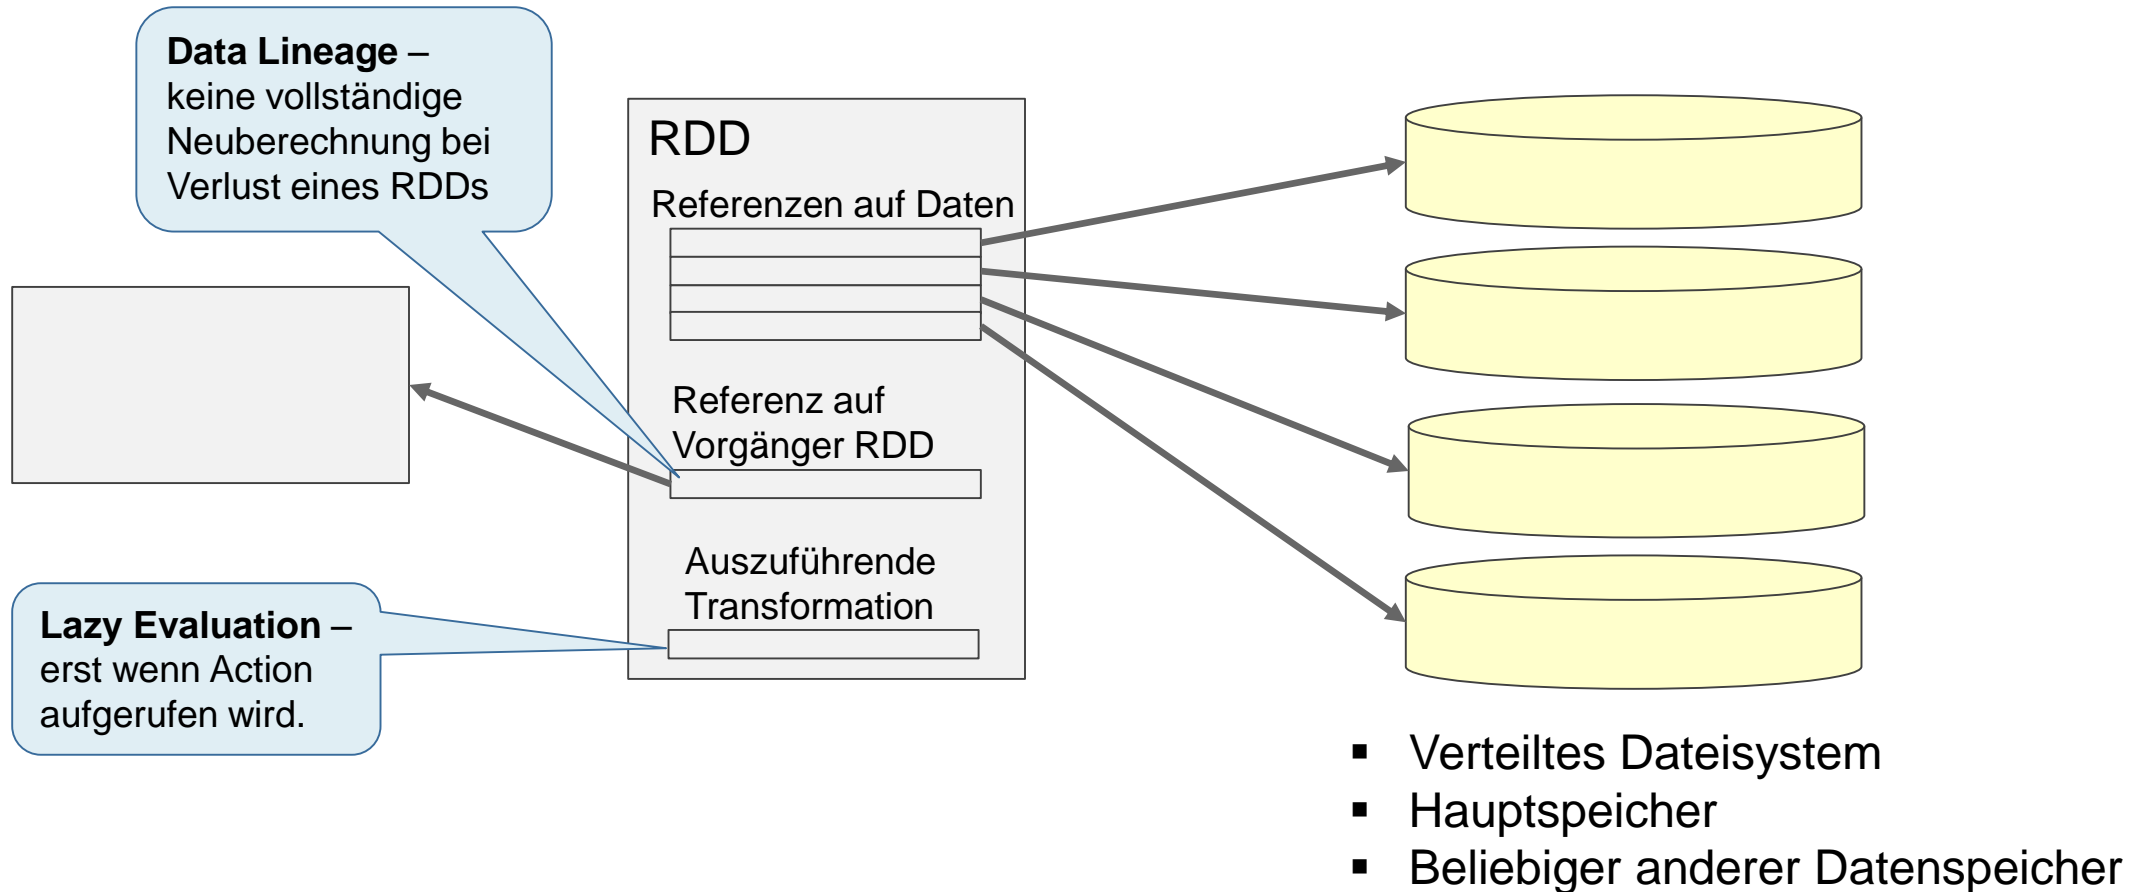 Data Lineage –
keine vollständige
Neuberechnung bei
Verlust eines RDDs
RDD
Referenzen auf Daten
Referenz auf
Vorgänger RDD
Auszuführende
Transformation
Lazy Evaluation –
erst wenn Action
aufgerufen wird.
▪ Verteiltes Dateisystem
▪ Hauptspeicher
▪ Beliebiger anderer Datenspeicher